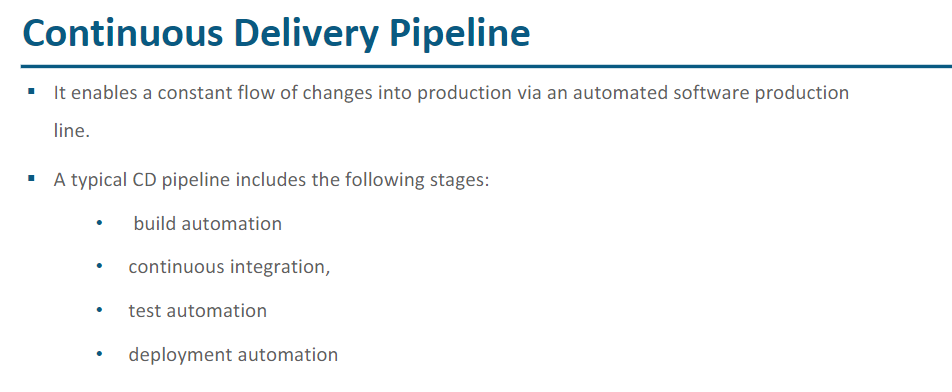 Continuous Delivery Pipeline
▪ It enables a constant flow of changes into production via an automated software production
line.
▪ A typical CD pipeline includes the following stages:
• build automation
• continuous integration,
• test automation
• deployment automation